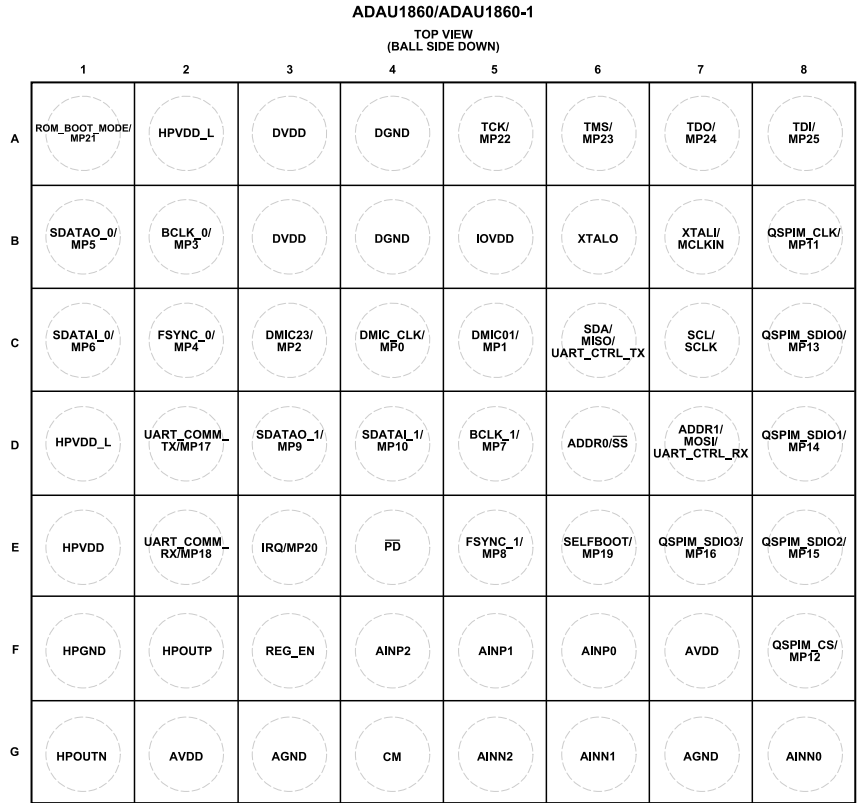 ADAU1860/ADAU1860-1
TOP VIEW
(BALL SIDE DOWN)
1 2 3 4 5 6 7 8
A
ROM_BOOT_MODE/
MP21
HPVDD_L
DVDD
DGND
TCK/
MP22
TMS/
MP23
TDO/
MP24
TDI/
MP25
B
SDATAO_0/
MP5
BCLK_0/
MP3
DVDD
DGND
IOVDD
XTALO
XTALI/
MCLKIN
QSPIM_CLK/
MP11
C
SDATAI_0/
MP6
FSYNC_0/
MP4
DMIC23/
MP2
DMIC_CLK/
MP0
DMIC01/
MP1
SDA/
MISO/
UART_CTRL_TX
SCL/
SCLK
QSPIM_SDIO0/
MP13
D
HPVDD_L
UART_COMM_
TX/MP17
SDATAO_1/
MP9
SDATAI_1/
MP10
BCLK_1/
MP7
ADDR0/S̅S̅
ADDR1/
MOSI/
UART_CTRL_RX
QSPIM_SDIO1/
MP14
E
HPVDD
UART_COMM_
RX/MP18
IRQ/MP20
P̅D̅
FSYNC_1/
MP8
SELFBOOT/
MP19
QSPIM_SDIO3/
MP16
QSPIM_SDIO2/
MP15
F
HPGND
HPOUTP
REG_EN
AINP2
AINP1
AINP0
AVDD
QSPIM_CS/
MP12
G
HPOUTN
AVDD
AGND
CM
AINN2
AINN1
AGND
AINN0